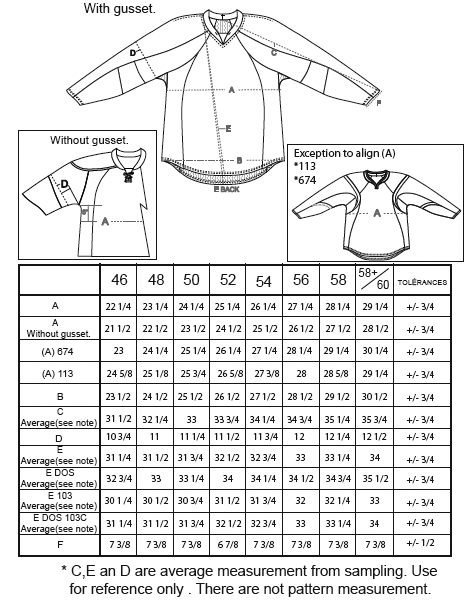 With gusset.
D
C
A
F
E
B
E BACK
Without gusset.
D
6"
A
Exception to align (A)
*113
*674
A
46 48 50 52 54 56 58 58+/60 TOLÉRANCES
A 22 1/4 23 1/4 24 1/4 25 1/4 26 1/4 27 1/4 28 1/4 29 1/4 +/- 3/4
A
Without gusset. 21 1/2 22 1/2 23 1/2 24 1/2 25 1/2 26 1/2 27 1/2 28 1/2 +/- 3/4
(A) 674 23 24 1/4 25 1/4 26 1/4 27 1/4 28 1/4 29 1/4 30 1/4 +/- 3/4
(A) 113 24 5/8 25 1/4 25 3/4 26 5/8 27 3/8 28 28 5/8 29 1/4 +/- 3/4
B 23 1/2 24 1/2 25 1/2 26 1/2 27 1/2 28 1/2 29 1/2 30 1/2 +/- 3/4
C
Average(see note) 31 1/2 32 1/4 33 33 3/4 34 1/4 34 3/4 35 1/4 35 3/4 +/- 3/4
D 10 3/4 11 11 1/4 11 1/2 11 3/4 12 12 1/4 12 1/2 +/- 3/4
E
Average(see note) 31 1/4 31 1/2 31 3/4 32 1/2 32 3/4 33 33 1/4 34 +/- 3/4
E DOS
Average(see note) 32 3/4 33 33 1/2 34 34 1/4 34 1/2 34 3/4 35 1/2 +/- 3/4
E 103
Average(see note) 30 1/4 30 1/2 30 3/4 31 1/2 31 3/4 32 32 1/4 33 +/- 3/4
E DOS 103C
Average(see note) 31 1/4 31 1/2 31 3/4 32 1/2 32 3/4 33 33 1/4 34 +/- 3/4
F 7 3/8 7 3/8 7 3/8 6 7/8 7 3/8 7 3/8 7 3/8 7 3/8 +/- 1/2
* C,E an D are average measurement from sampling. Use
for reference only . There are not pattern measurement.